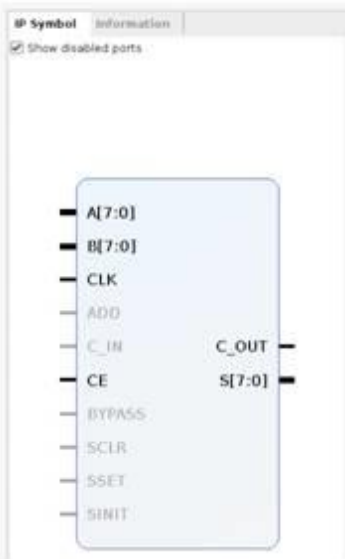 IP Symbol Information
Show disabled ports
A[7:0]
B[7:0]
CLK
ADD
C_IN
C_OUT
CE
S[7:0]
BYPASS
SCLR
SSET
SINIT